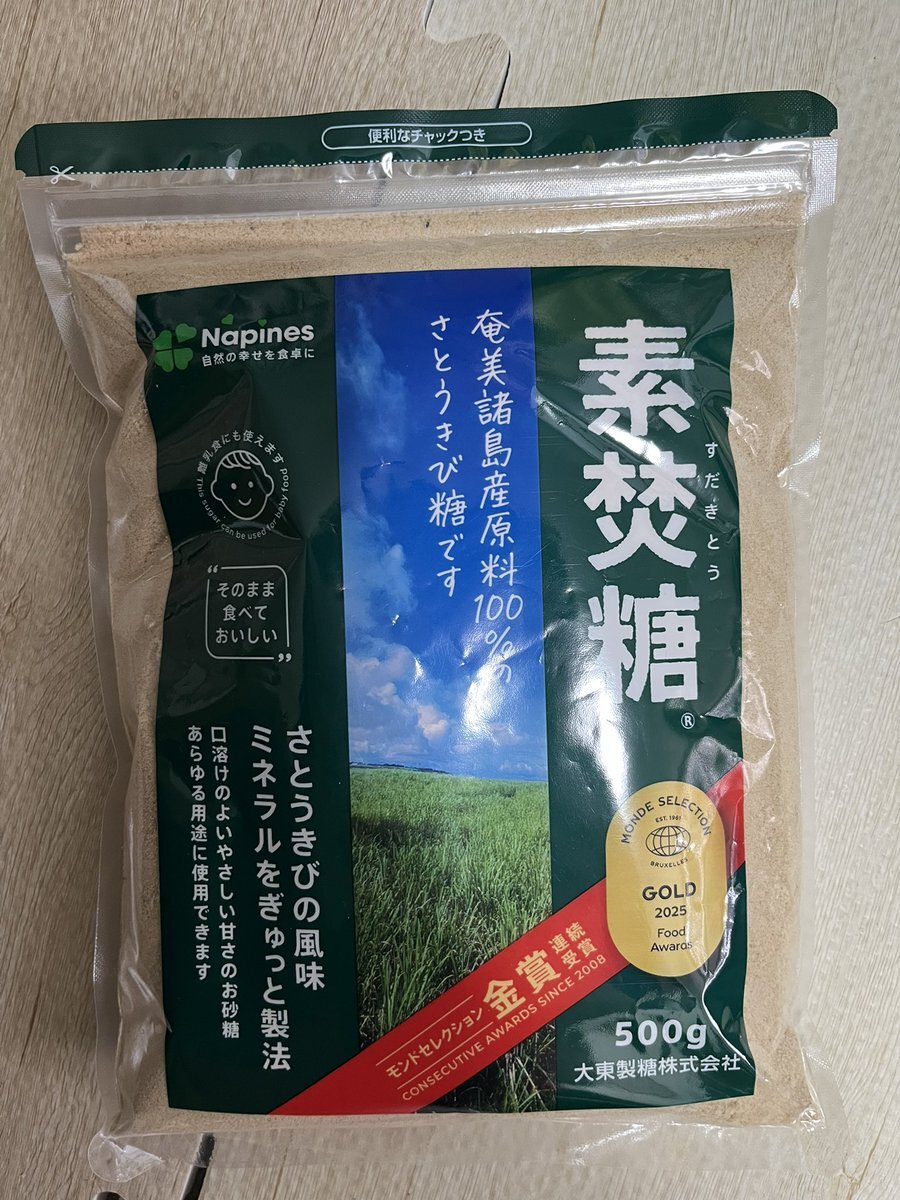 便利なチャックつき
Napines
自然の幸せを食卓に
離乳食にも使えます
This sugar can be used for baby food
そのまま
食べて
おいしい
奄美諸島産原料100%の
さとうきび糖です
素焚糖®
すだきとう
さとうきびの風味
ミネラルをぎゅっと製法
口溶けのよいやさしい甘さのお砂糖
あらゆる用途に使用できます
MONDE SELECTION
EST. 1961
BRUXELLES
GOLD
2025
Food
Awards
モンドセレクション 金賞 連続受賞
CONSECUTIVE AWARDS SINCE 2008
500g
大東製糖株式会社